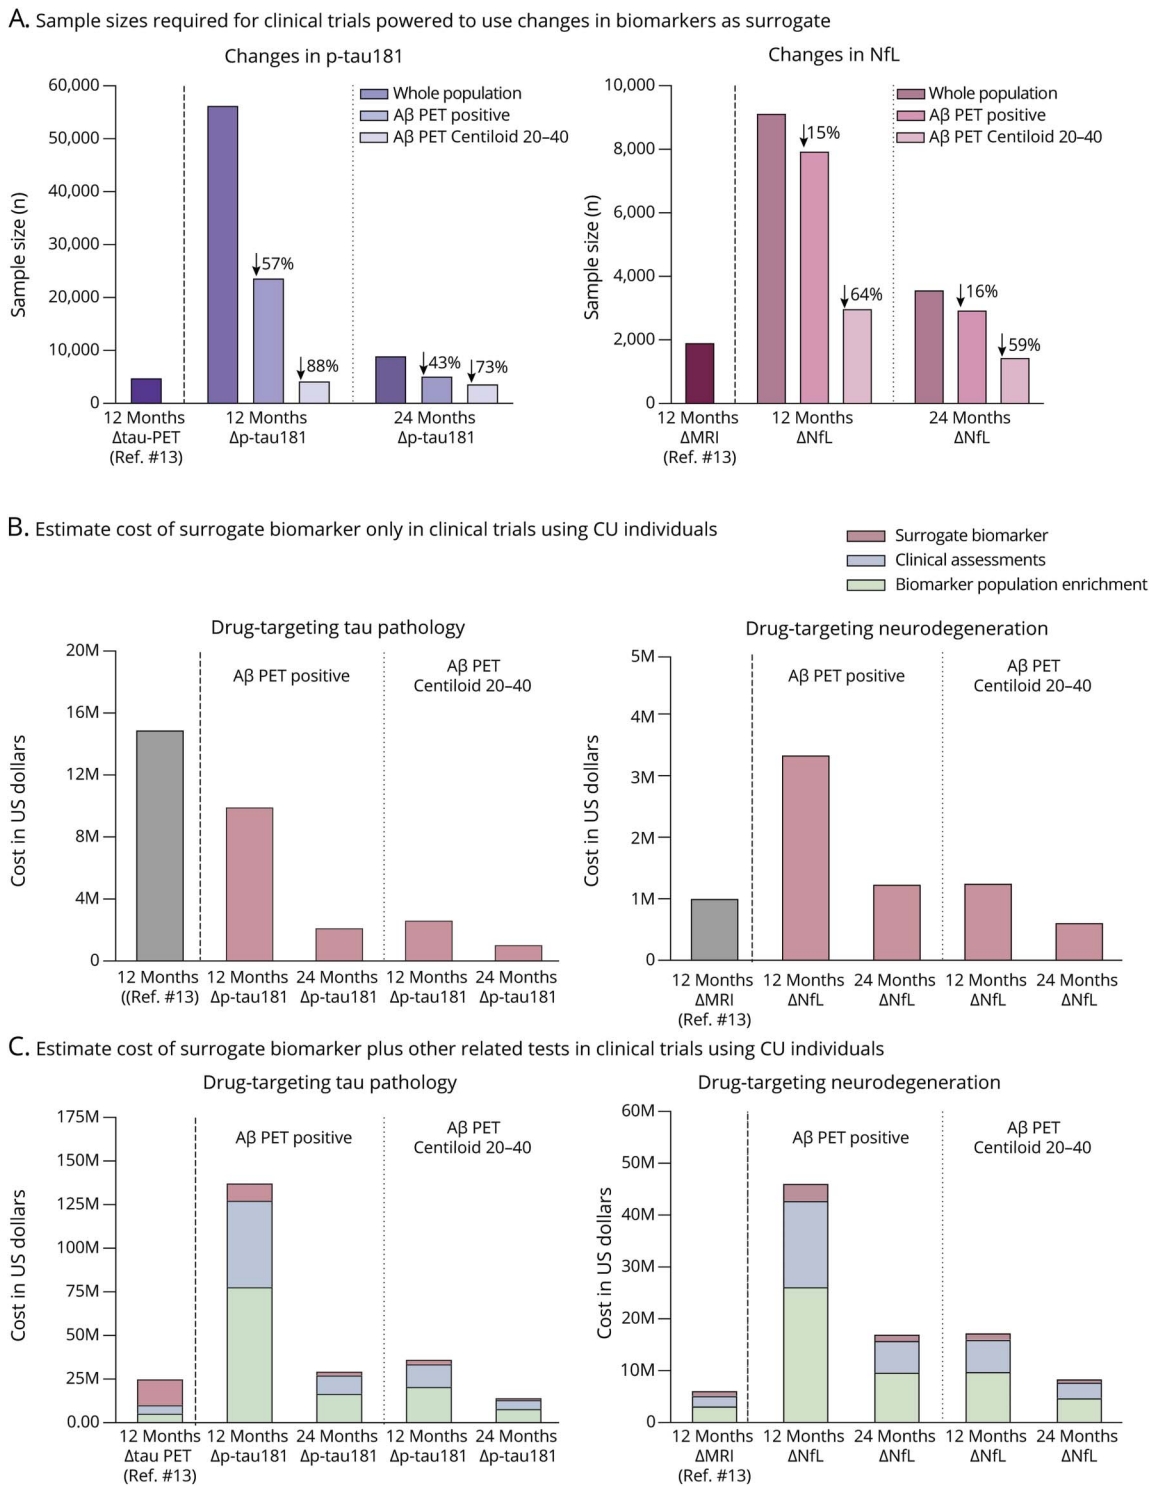 A. Sample sizes required for clinical trials powered to use changes in biomarkers as surrogate
Changes in p-tau181
60,000
50,000
40,000
30,000
20,000
10,000
0
Sample size (n)
Whole population
Aβ PET positive
Aβ PET Centiloid 20–40
↓57%
↓88%
↓43%
↓73%
12 Months
Δtau-PET
(Ref. #13)
12 Months
Δp-tau181
24 Months
Δp-tau181
Changes in NfL
10,000
8,000
6,000
4,000
2,000
0
Sample size (n)
Whole population
Aβ PET positive
Aβ PET Centiloid 20–40
↓15%
↓64%
↓16%
↓59%
12 Months
ΔMRI
(Ref. #13)
12 Months
ΔNfL
24 Months
ΔNfL
B. Estimate cost of surrogate biomarker only in clinical trials using CU individuals
Surrogate biomarker
Clinical assessments
Biomarker population enrichment
Drug-targeting tau pathology
20M
16M
12M
8M
4M
0
Cost in US dollars
Aβ PET positive
Aβ PET
Centiloid 20–40
12 Months
((Ref. #13)
12 Months
Δp-tau181
24 Months
Δp-tau181
12 Months
Δp-tau181
24 Months
Δp-tau181
Drug-targeting neurodegeneration
5M
4M
3M
2M
1M
0
Cost in US dollars
Aβ PET positive
Aβ PET
Centiloid 20–40
12 Months
ΔMRI
(Ref. #13)
12 Months
ΔNfL
24 Months
ΔNfL
12 Months
ΔNfL
24 Months
ΔNfL
C. Estimate cost of surrogate biomarker plus other related tests in clinical trials using CU individuals
Drug-targeting tau pathology
175M
150M
125M
100M
75M
50M
25M
0.00
Cost in US dollars
Aβ PET positive
Aβ PET
Centiloid 20–40
12 Months
Δtau PET
(Ref. #13)
12 Months
Δp-tau181
24 Months
Δp-tau181
12 Months
Δp-tau181
24 Months
Δp-tau181
Drug-targeting neurodegeneration
60M
50M
40M
30M
20M
10M
0
Cost in US dollars
Aβ PET positive
Aβ PET
Centiloid 20–40
12 Months
ΔMRI
(Ref. #13)
12 Months
ΔNfL
24 Months
ΔNfL
12 Months
ΔNfL
24 Months
ΔNfL